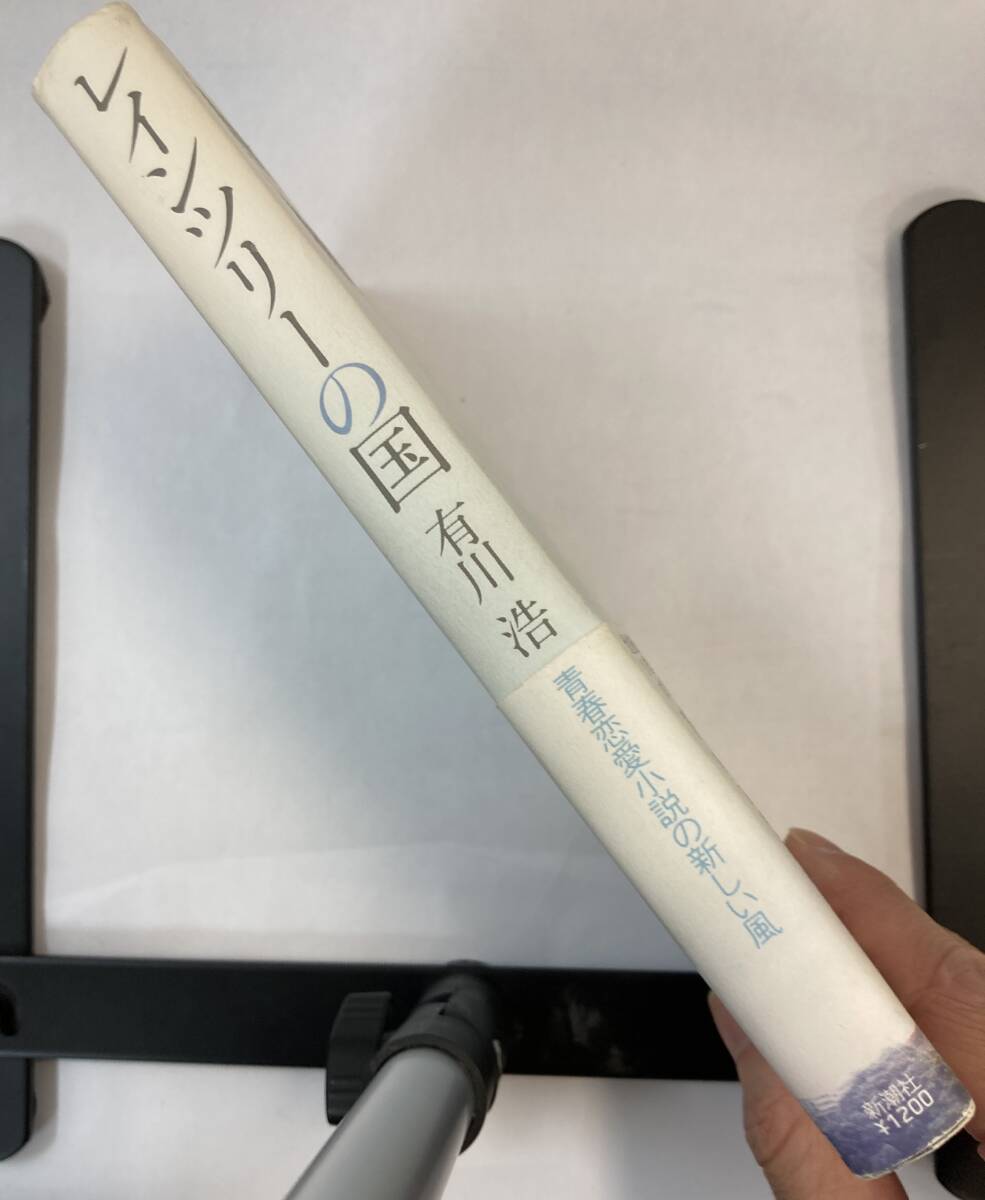 レインツリーの国
有川 浩
青春恋愛小説の新しい風
新潮社
¥1200